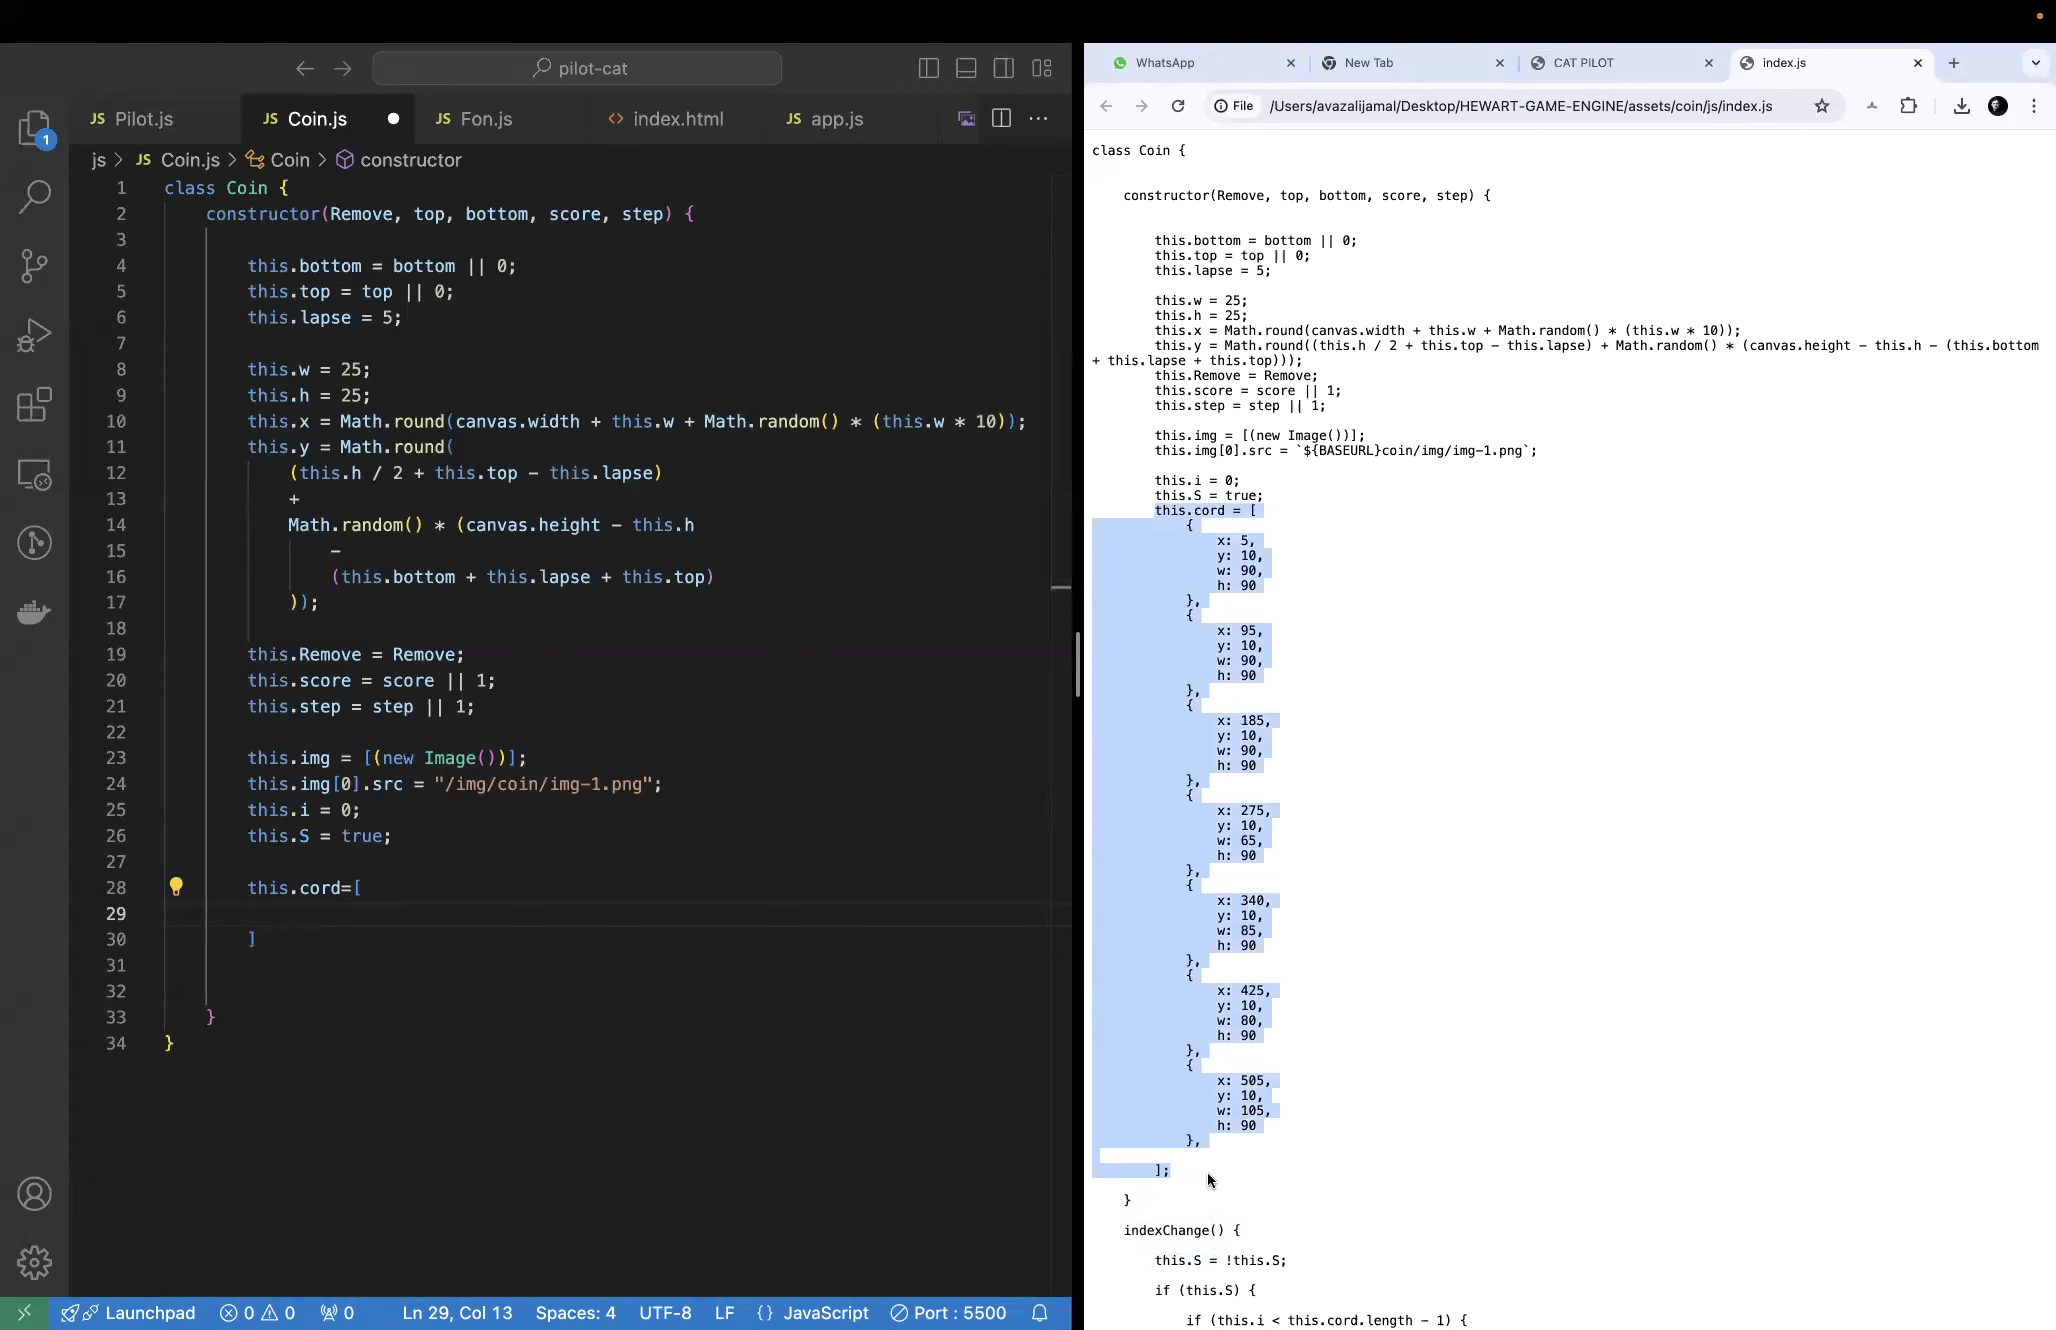 pilot-cat
JS Pilot.js
JS Coin.js
JS Fon.js
<> index.html
JS app.js
js > JS Coin.js > Coin > constructor
1
1 class Coin {
2 constructor(Remove, top, bottom, score, step) {
3
4 this.bottom = bottom || 0;
5 this.top = top || 0;
6 this.lapse = 5;
7
8 this.w = 25;
9 this.h = 25;
10 this.x = Math.round(canvas.width + this.w + Math.random() * (this.w * 10));
11 this.y = Math.round(
12 (this.h / 2 + this.top - this.lapse)
13 +
14 Math.random() * (canvas.height - this.h
15 -
16 (this.bottom + this.lapse + this.top)
17 ));
18
19 this.Remove = Remove;
20 this.score = score || 1;
21 this.step = step || 1;
22
23 this.img = [(new Image())];
24 this.img[0].src = "/img/coin/img-1.png";
25 this.i = 0;
26 this.S = true;
27
28 this.cord=[
29
30 ]
31
32
33 }
34 }
Launchpad
0 0
0
Ln 29, Col 13
Spaces: 4
UTF-8
LF
{} JavaScript
Port : 5500
WhatsApp
New Tab
CAT PILOT
index.js
File /Users/avazalijamal/Desktop/HEWART-GAME-ENGINE/assets/coin/js/index.js
class Coin {
constructor(Remove, top, bottom, score, step) {
this.bottom = bottom || 0;
this.top = top || 0;
this.lapse = 5;
this.w = 25;
this.h = 25;
this.x = Math.round(canvas.width + this.w + Math.random() * (this.w * 10));
this.y = Math.round((this.h / 2 + this.top - this.lapse) + Math.random() * (canvas.height - this.h - (this.bottom
+ this.lapse + this.top)));
this.Remove = Remove;
this.score = score || 1;
this.step = step || 1;
this.img = [(new Image())];
this.img[0].src = `${BASEURL}coin/img/img-1.png`;
this.i = 0;
this.S = true;
this.cord = [
{
x: 5,
y: 10,
w: 90,
h: 90
},
{
x: 95,
y: 10,
w: 90,
h: 90
},
{
x: 185,
y: 10,
w: 90,
h: 90
},
{
x: 275,
y: 10,
w: 65,
h: 90
},
{
x: 340,
y: 10,
w: 85,
h: 90
},
{
x: 425,
y: 10,
w: 80,
h: 90
},
{
x: 505,
y: 10,
w: 105,
h: 90
},
];
}
indexChange() {
this.S = !this.S;
if (this.S) {
if (this.i < this.cord.length - 1) {